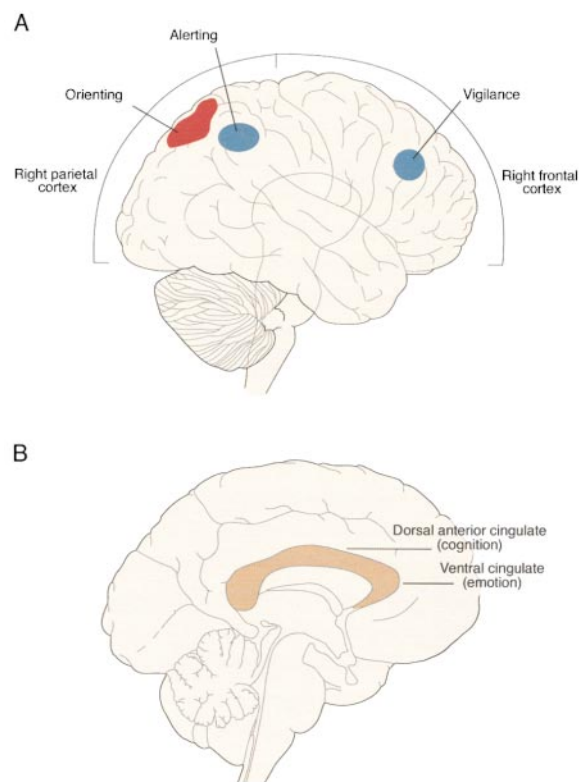 A
Alerting
Orienting
Vigilance
Right parietal
cortex
Right frontal
cortex
B
Dorsal anterior cingulate
(cognition)
Ventral cingulate
(emotion)